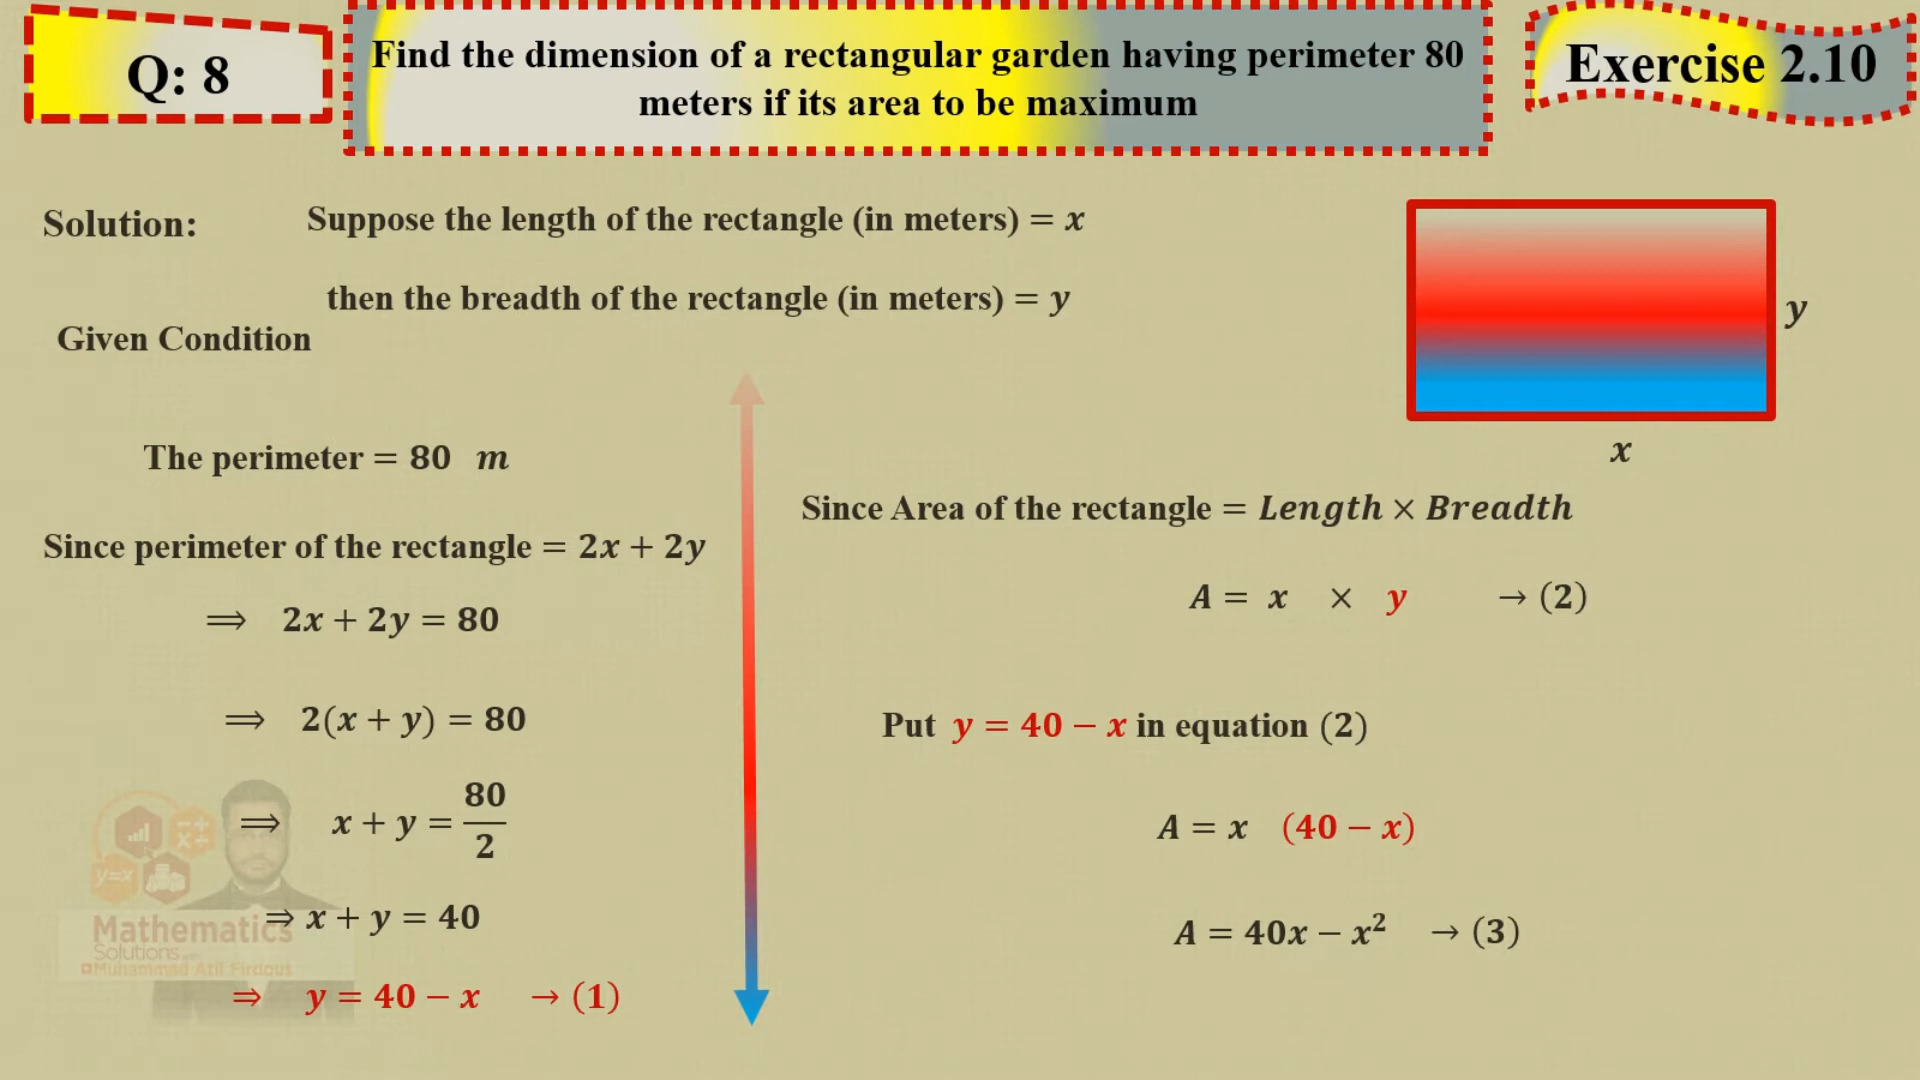 Q: 8
Find the dimension of a rectangular garden having perimeter 80
meters if its area to be maximum
Exercise 2.10
Solution:
Suppose the length of the rectangle (in meters) = x
then the breadth of the rectangle (in meters) = y
Given Condition
The perimeter = 80 m
Since perimeter of the rectangle = 2x + 2y
⟹ 2x + 2y = 80
⟹ 2(x + y) = 80
⟹ x + y = 80/2
⇒ x + y = 40
⇒ y = 40 − x → (1)
y
x
Since Area of the rectangle = Length × Breadth
A = x × y → (2)
Put y = 40 − x in equation (2)
A = x (40 − x)
A = 40x − x² → (3)
y=x
Mathematics
Solutions
Muhammad Atif Firdous